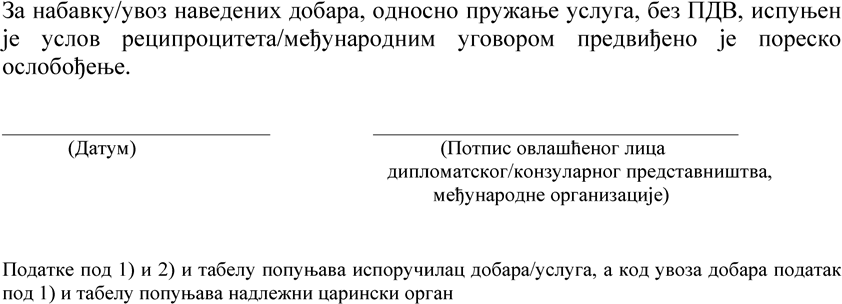 За набавку/увоз наведених добара, односно пружање услуга, без ПДВ, испуњен
је услов реципроцитета/међународним уговором предвиђено је пореско
ослобођење.
(Датум)
(Потпис овлашћеног лица
дипломатског/конзуларног представништва,
међународне организације)
Податке под 1) и 2) и табелу попуњава испоручилац добара/услуга, а код увоза добара податак
под 1) и табелу попуњава надлежни царински орган